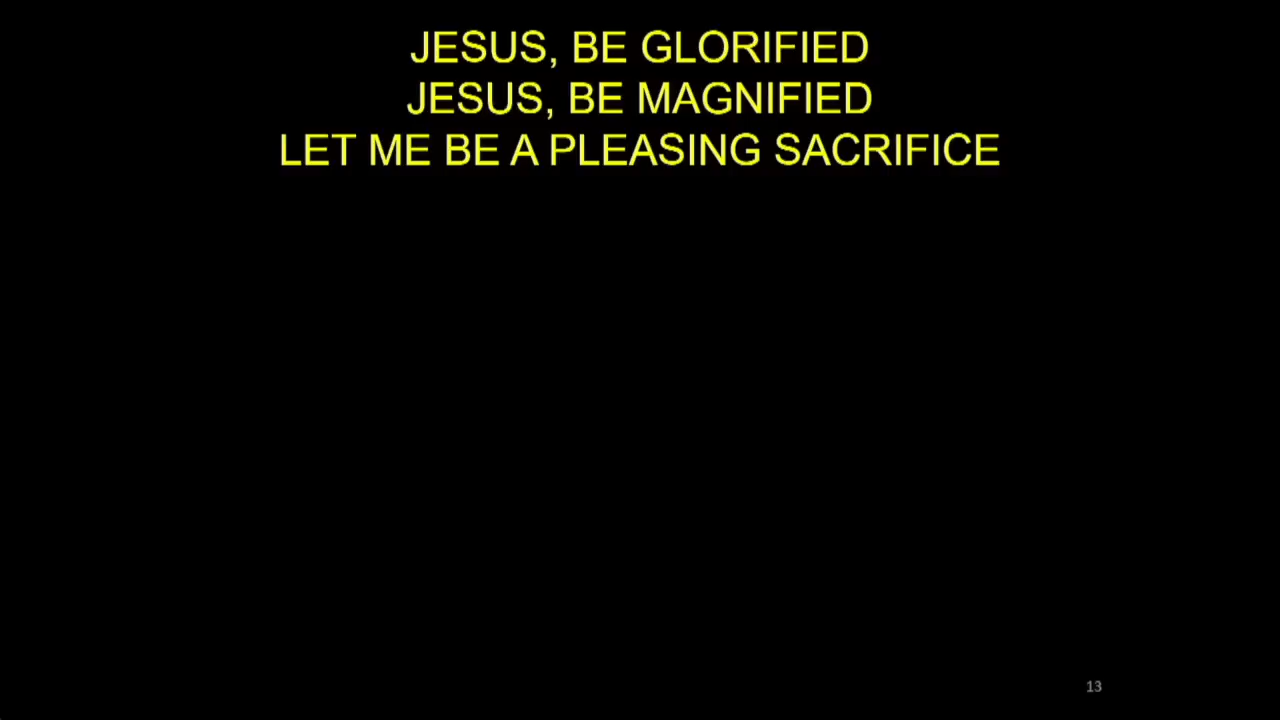 JESUS, BE GLORIFIED
JESUS, BE MAGNIFIED
LET ME BE A PLEASING SACRIFICE
13